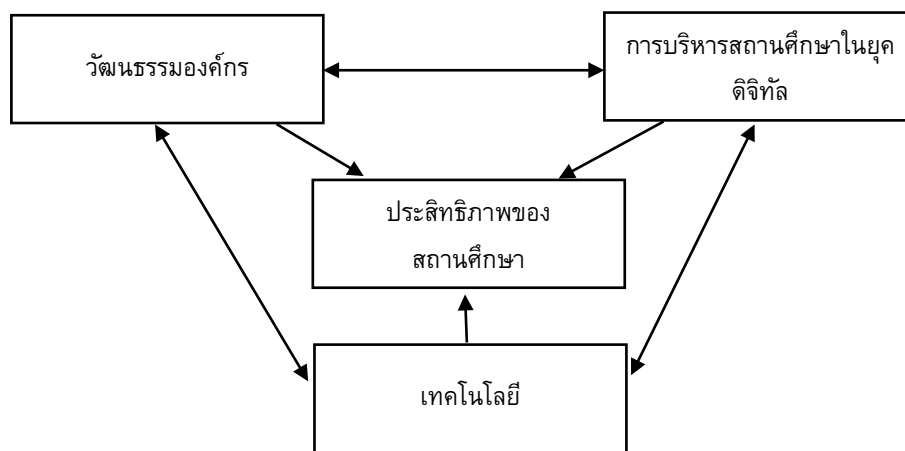 วัฒนธรรมองค์กร
การบริหารสถานศึกษาในยุค
ดิจิทัล
ประสิทธิภาพของ
สถานศึกษา
เทคโนโลยี